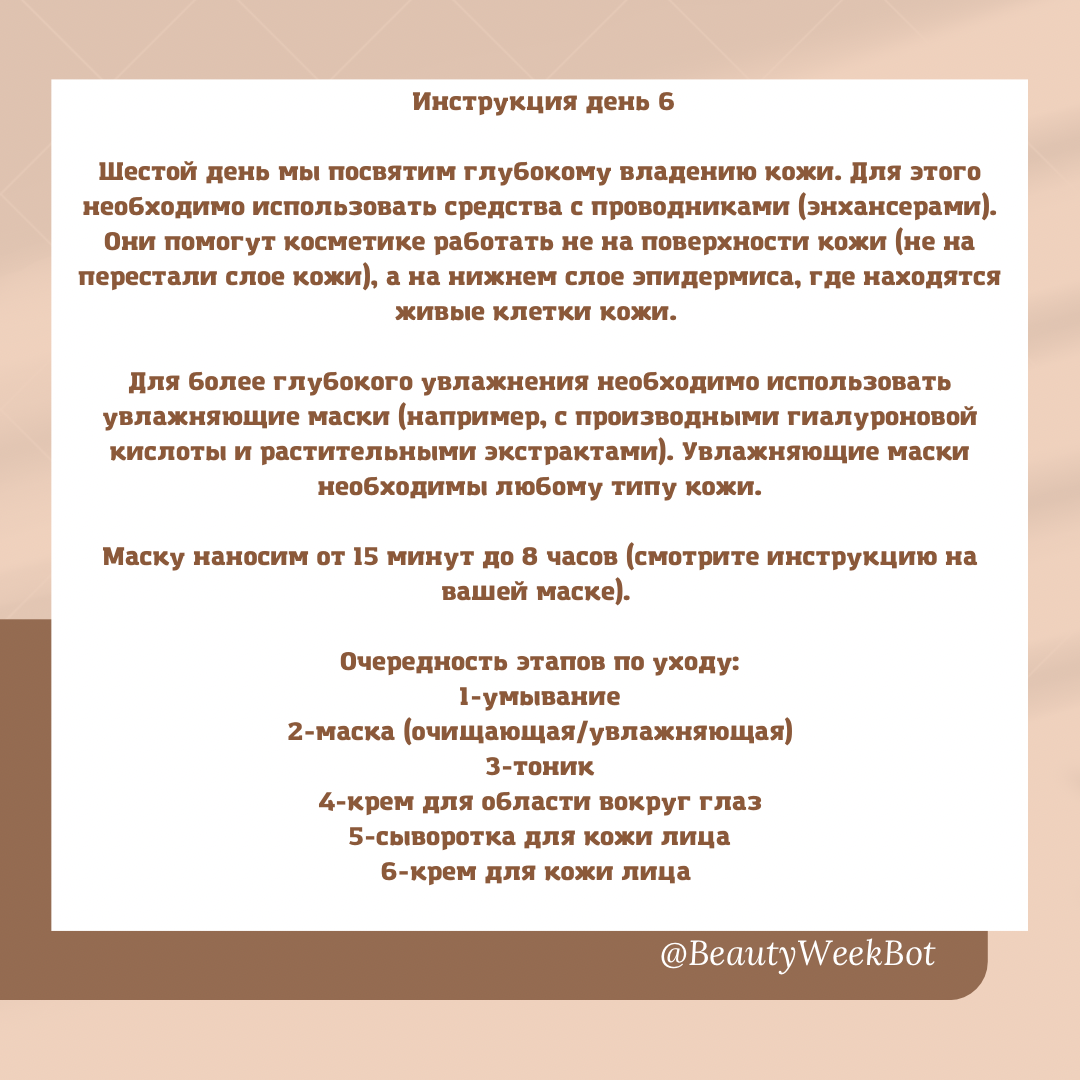 Инструкция день 6
Шестой день мы посвятим глубокому владению кожи. Для этого
необходимо использовать средства с проводниками (энхансерами).
Они помогут косметике работать не на поверхности кожи (не на
перестали слое кожи), а на нижнем слое эпидермиса, где находятся
живые клетки кожи.
Для более глубокого увлажнения необходимо использовать
увлажняющие маски (например, с производными гиалуроновой
кислоты и растительными экстрактами). Увлажняющие маски
необходимы любому типу кожи.
Маску наносим от 15 минут до 8 часов (смотрите инструкцию на
вашей маске).
Очередность этапов по уходу:
1-умывание
2-маска (очищающая/увлажняющая)
3-тоник
4-крем для области вокруг глаз
5-сыворотка для кожи лица
6-крем для кожи лица
@BeautyWeekBot